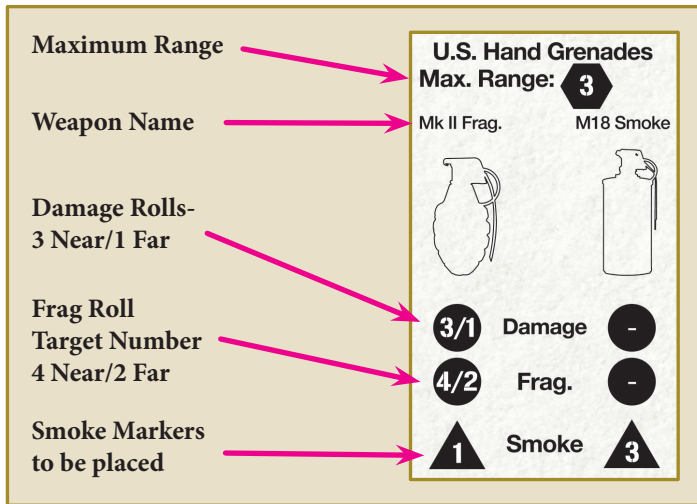 Maximum Range
Weapon Name
Damage Rolls-
3 Near/1 Far
Frag Roll
Target Number
4 Near/2 Far
Smoke Markers
to be placed
U.S. Hand Grenades
Max. Range: 3
Mk II Frag. M18 Smoke
3/1 Damage -
4/2 Frag. -
1 Smoke 3